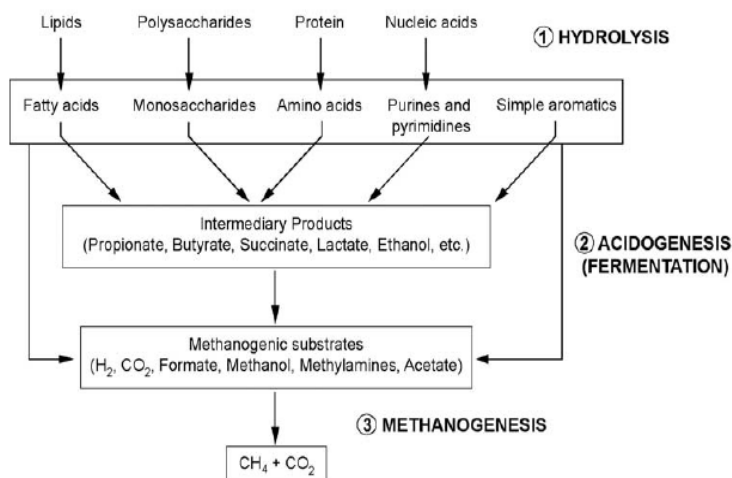 Lipids Polysaccharides Protein Nucleic acids
① HYDROLYSIS
Fatty acids Monosaccharides Amino acids Purines and pyrimidines Simple aromatics
Intermediary Products
(Propionate, Butyrate, Succinate, Lactate, Ethanol, etc.)
② ACIDOGENESIS
(FERMENTATION)
Methanogenic substrates
(H₂, CO₂, Formate, Methanol, Methylamines, Acetate)
③ METHANOGENESIS
CH₄ + CO₂